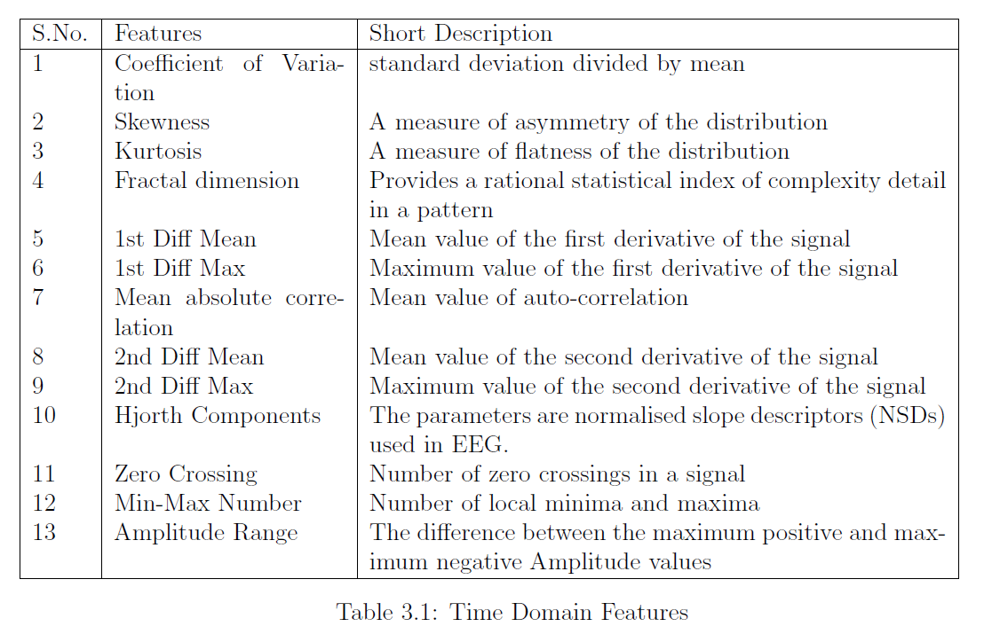 S.No. Features Short Description
1 Coefficient of Varia- standard deviation divided by mean
tion
2 Skewness A measure of asymmetry of the distribution
3 Kurtosis A measure of flatness of the distribution
4 Fractal dimension Provides a rational statistical index of complexity detail
in a pattern
5 1st Diff Mean Mean value of the first derivative of the signal
6 1st Diff Max Maximum value of the first derivative of the signal
7 Mean absolute corre- Mean value of auto-correlation
lation
8 2nd Diff Mean Mean value of the second derivative of the signal
9 2nd Diff Max Maximum value of the second derivative of the signal
10 Hjorth Components The parameters are normalised slope descriptors (NSDs)
used in EEG.
11 Zero Crossing Number of zero crossings in a signal
12 Min-Max Number Number of local minima and maxima
13 Amplitude Range The difference between the maximum positive and max-
imum negative Amplitude values
Table 3.1: Time Domain Features